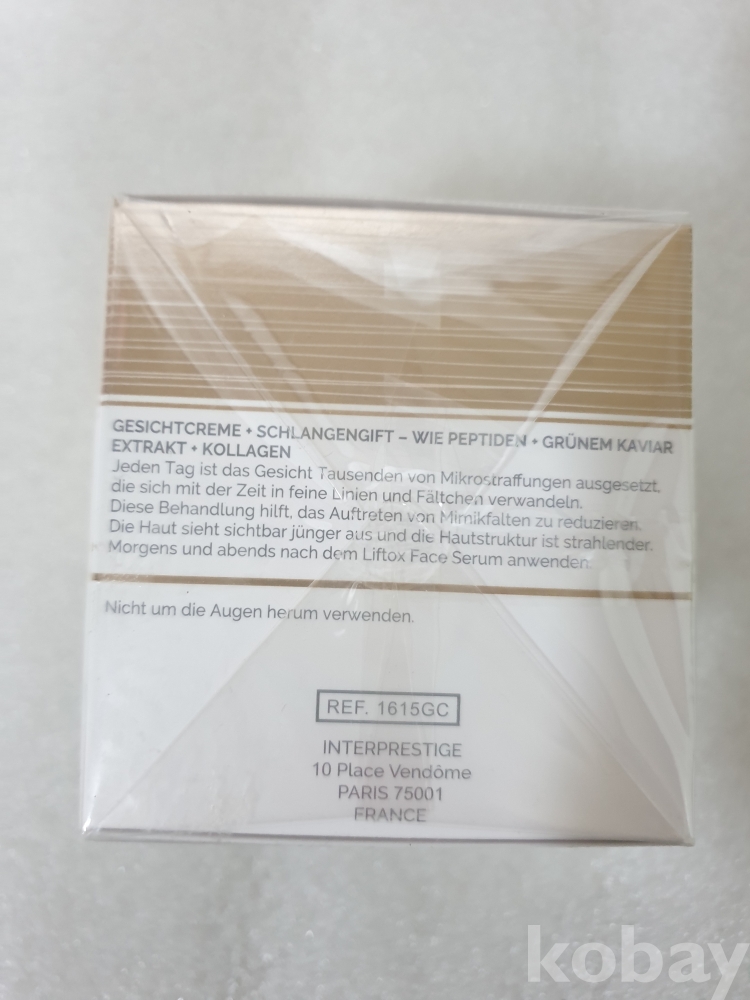 GESICHTCREME • SCHLANGENGIFT – WIE PEPTIDEN • GRÜNEM KAVIAR
EXTRAKT • KOLLAGEN
Jeden Tag ist das Gesicht Tausenden von Mikrostraffungen ausgesetzt,
die sich mit der Zeit in feine Linien und Fältchen verwandeln.
Diese Behandlung hilft, das Auftreten von Mimikfalten zu reduzieren.
Die Haut sieht sichtbar jünger aus und die Hautstruktur ist strahlender.
Morgens und abends nach dem Liftox Face Serum anwenden.
Nicht um die Augen herum verwenden.
REF. 1615GC
INTERPRESTIGE
10 Place Vendôme
PARIS 75001
FRANCE
kobay